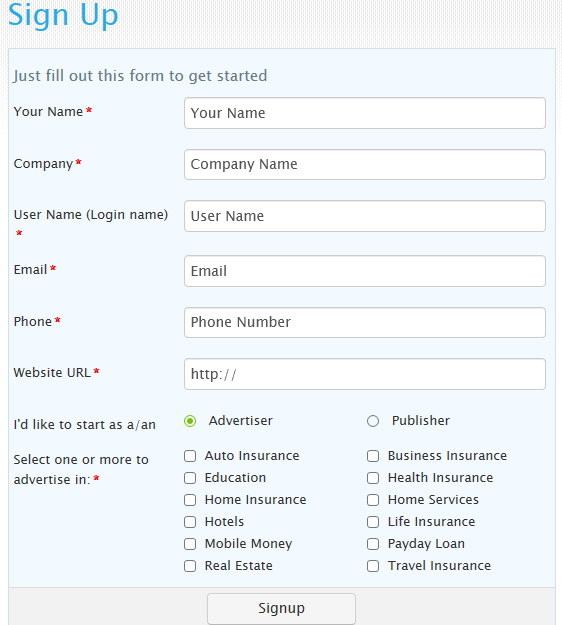 Sign Up
Just fill out this form to get started
Your Name * Your Name
Company * Company Name
User Name (Login name) * User Name
Email * Email
Phone * Phone Number
Website URL * http://
I'd like to start as a/an Advertiser Publisher
Select one or more to advertise in: *
Auto Insurance Business Insurance
Education Health Insurance
Home Insurance Home Services
Hotels Life Insurance
Mobile Money Payday Loan
Real Estate Travel Insurance
Signup